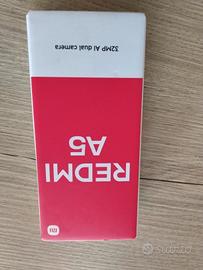 32MP AI dual camera
REDMI
A5
mi
subito